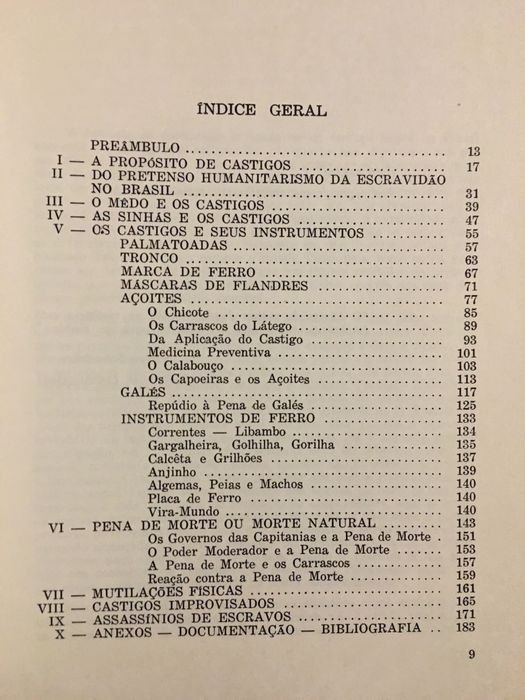 ÍNDICE GERAL
PREÂMBULO ........................................ 13
I — A PROPÓSITO DE CASTIGOS ........................ 17
II — DO PRETENSO HUMANITARISMO DA ESCRAVIDÃO
NO BRASIL ........................................ 31
III — O MÊDO E OS CASTIGOS ........................ 39
IV — AS SINHÁS E OS CASTIGOS ........................ 47
V — OS CASTIGOS E SEUS INSTRUMENTOS ................ 55
PALMATOADAS ................................ 57
TRONCO ........................................ 63
MARCA DE FERRO ................................ 67
MÁSCARAS DE FLANDRES ........................ 71
AÇOITES ........................................ 77
O Chicote ................................ 85
Os Carrascos do Látego ........................ 89
Da Aplicação do Castigo ........................ 93
Medicina Preventiva ........................ 101
O Calabouço ................................ 103
Os Capoeiras e os Açoites .................... 113
GALÉS ........................................ 117
Repúdio à Pena de Galés .................... 125
INSTRUMENTOS DE FERRO ........................ 133
Correntes — Libambo ........................ 134
Gargalheira, Golhilha, Gorilha ................ 135
Calcêta e Grilhões ........................ 137
Anjinho ................................ 139
Algemas, Peias e Machos .................... 140
Placa de Ferro ............................ 140
Vira-Mundo ................................ 140
VI — PENA DE MORTE OU MORTE NATURAL ......... 143
Os Governos das Capitanias e a Pena de Morte . 151
O Poder Moderador e a Pena de Morte ....... 153
A Pena de Morte e os Carrascos ............ 157
Reação contra a Pena de Morte .............. 159
VII — MUTILAÇÕES FÍSICAS ........................ 161
VIII — CASTIGOS IMPROVISADOS .................... 165
IX — ASSASSÍNIOS DE ESCRAVOS .................... 171
X — ANEXOS — DOCUMENTAÇÃO — BIBLIOGRAFIA .. 183
9